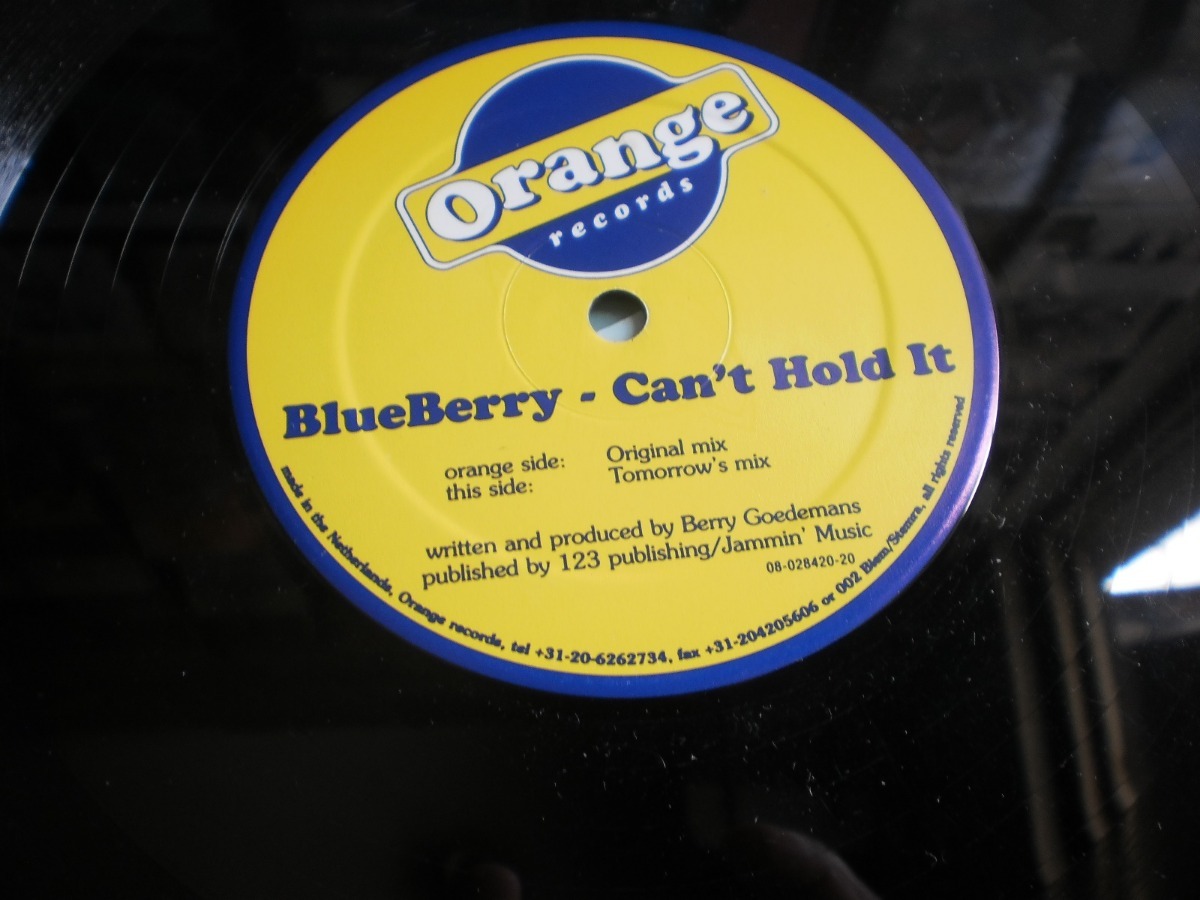 Orange
records
BlueBerry - Can't Hold It
orange side: Original mix
this side: Tomorrow's mix
written and produced by Berry Goedemans
published by 123 publishing/Jammin' Music
08-028420-20
made in the Netherlands, Orange records, tel +31-20-6262734, fax +31-204205606 or 002 Biem/Stemra, all rights reserved